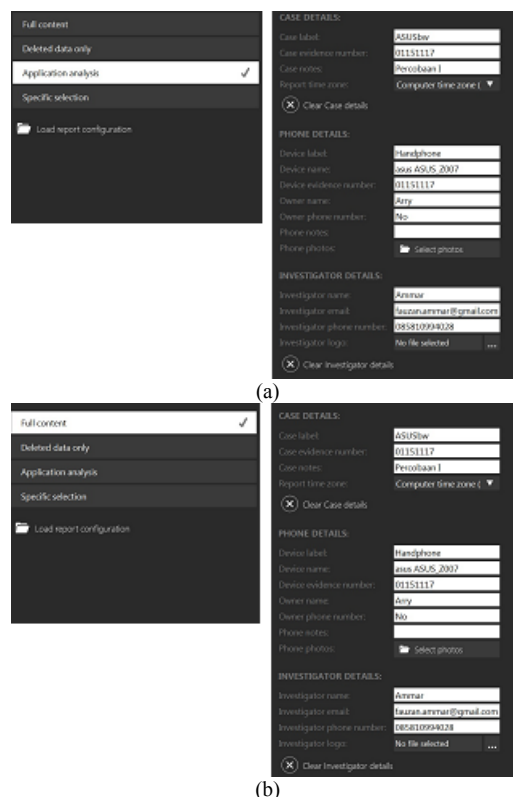 Full content
Deleted data only
Application analysis
Specific selection
Load report configuration
CASE DETAILS:
Case label: ASUSbw
Case evidence number: 01151117
Case notes: Percobaan I
Report time zone: Computer time zone (
Clear Case details
PHONE DETAILS:
Device label: Handphone
Device name: asus ASUS_Z007
Device evidence number: 01151117
Owner name: Arry
Owner phone number: No
Phone notes:
Phone photos: Select photos
INVESTIGATOR DETAILS:
Investigator name: Ammar
Investigator email: fauzan.ammar@gmail.com
Investigator phone number: 085810994028
Investigator logo: No file selected ...
Clear Investigator details
(a)
Full content
Deleted data only
Application analysis
Specific selection
Load report configuration
CASE DETAILS:
Case label: ASUSbw
Case evidence number: 01151117
Case notes: Percobaan I
Report time zone: Computer time zone (
Clear Case details
PHONE DETAILS:
Device label: Handphone
Device name: asus ASUS_Z007
Device evidence number: 01151117
Owner name: Arry
Owner phone number: No
Phone notes:
Phone photos: Select photos
INVESTIGATOR DETAILS:
Investigator name: Ammar
Investigator email: fauzan.ammar@gmail.com
Investigator phone number: 085810994028
Investigator logo: No file selected ...
Clear Investigator details
(b)